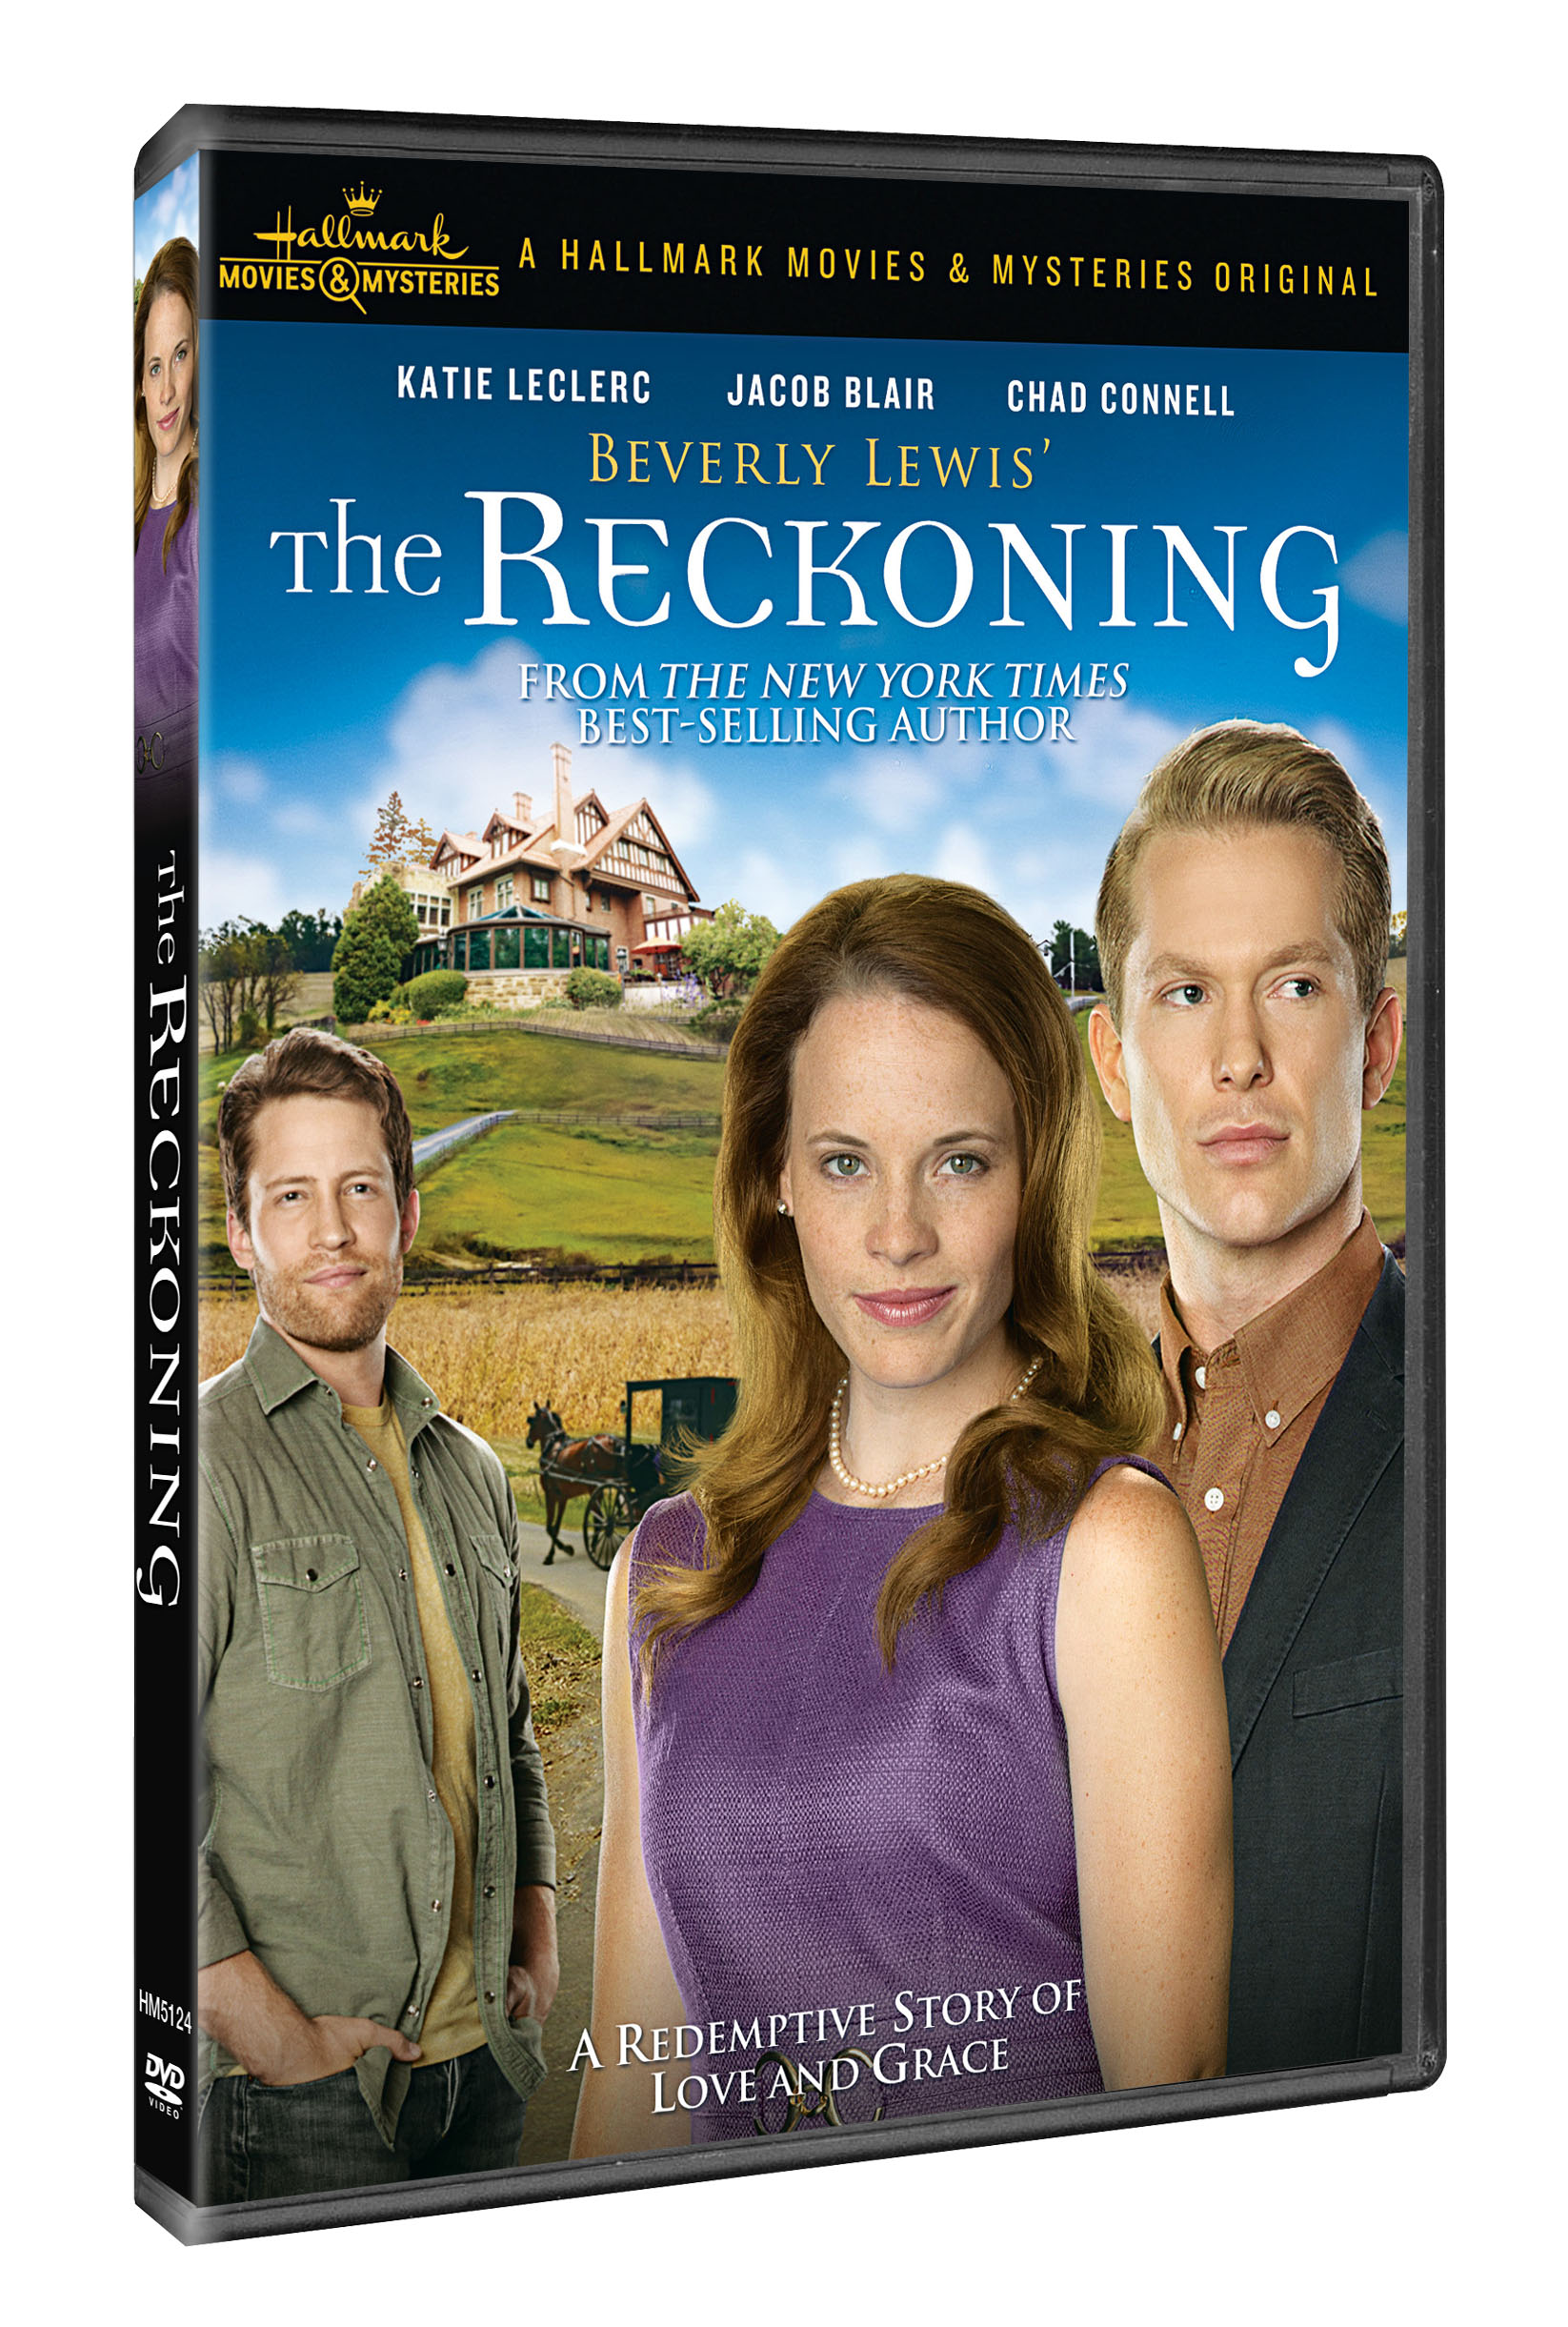 Hallmark
MOVIES & MYSTERIES
A HALLMARK MOVIES & MYSTERIES ORIGINAL
KATIE LECLERC JACOB BLAIR CHAD CONNELL
BEVERLY LEWIS'
The RECKONING
FROM THE NEW YORK TIMES
BEST-SELLING AUTHOR
A REDEMPTIVE STORY OF
LOVE AND GRACE
The RECKONING
HM5124
DVD
VIDEO